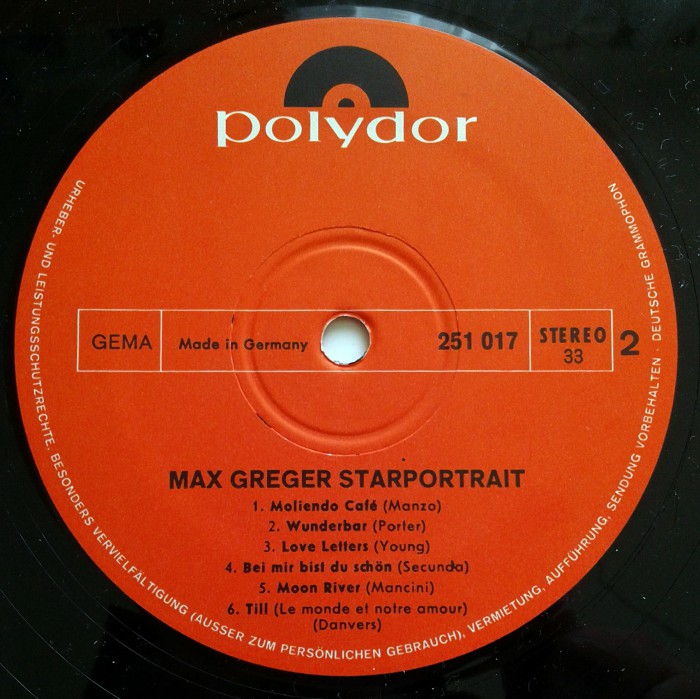 polydor
GEMA
Made in Germany
251 017
STEREO
33
2
MAX GREGER STARPORTRAIT
1. Moliendo Café (Manzo)
2. Wunderbar (Porter)
3. Love Letters (Young)
4. Bei mir bist du schön (Secunda)
5. Moon River (Mancini)
6. Till (Le monde et notre amour)
(Danvers)
URHEBER- UND LEISTUNGSSCHUTZRECHTE, BESONDERS VERVIELFÄLTIGUNG (AUSSER ZUM PERSÖNLICHEN GEBRAUCH), VERMIETUNG, AUFFÜHRUNG, SENDUNG VORBEHALTEN · DEUTSCHE GRAMMOPHON